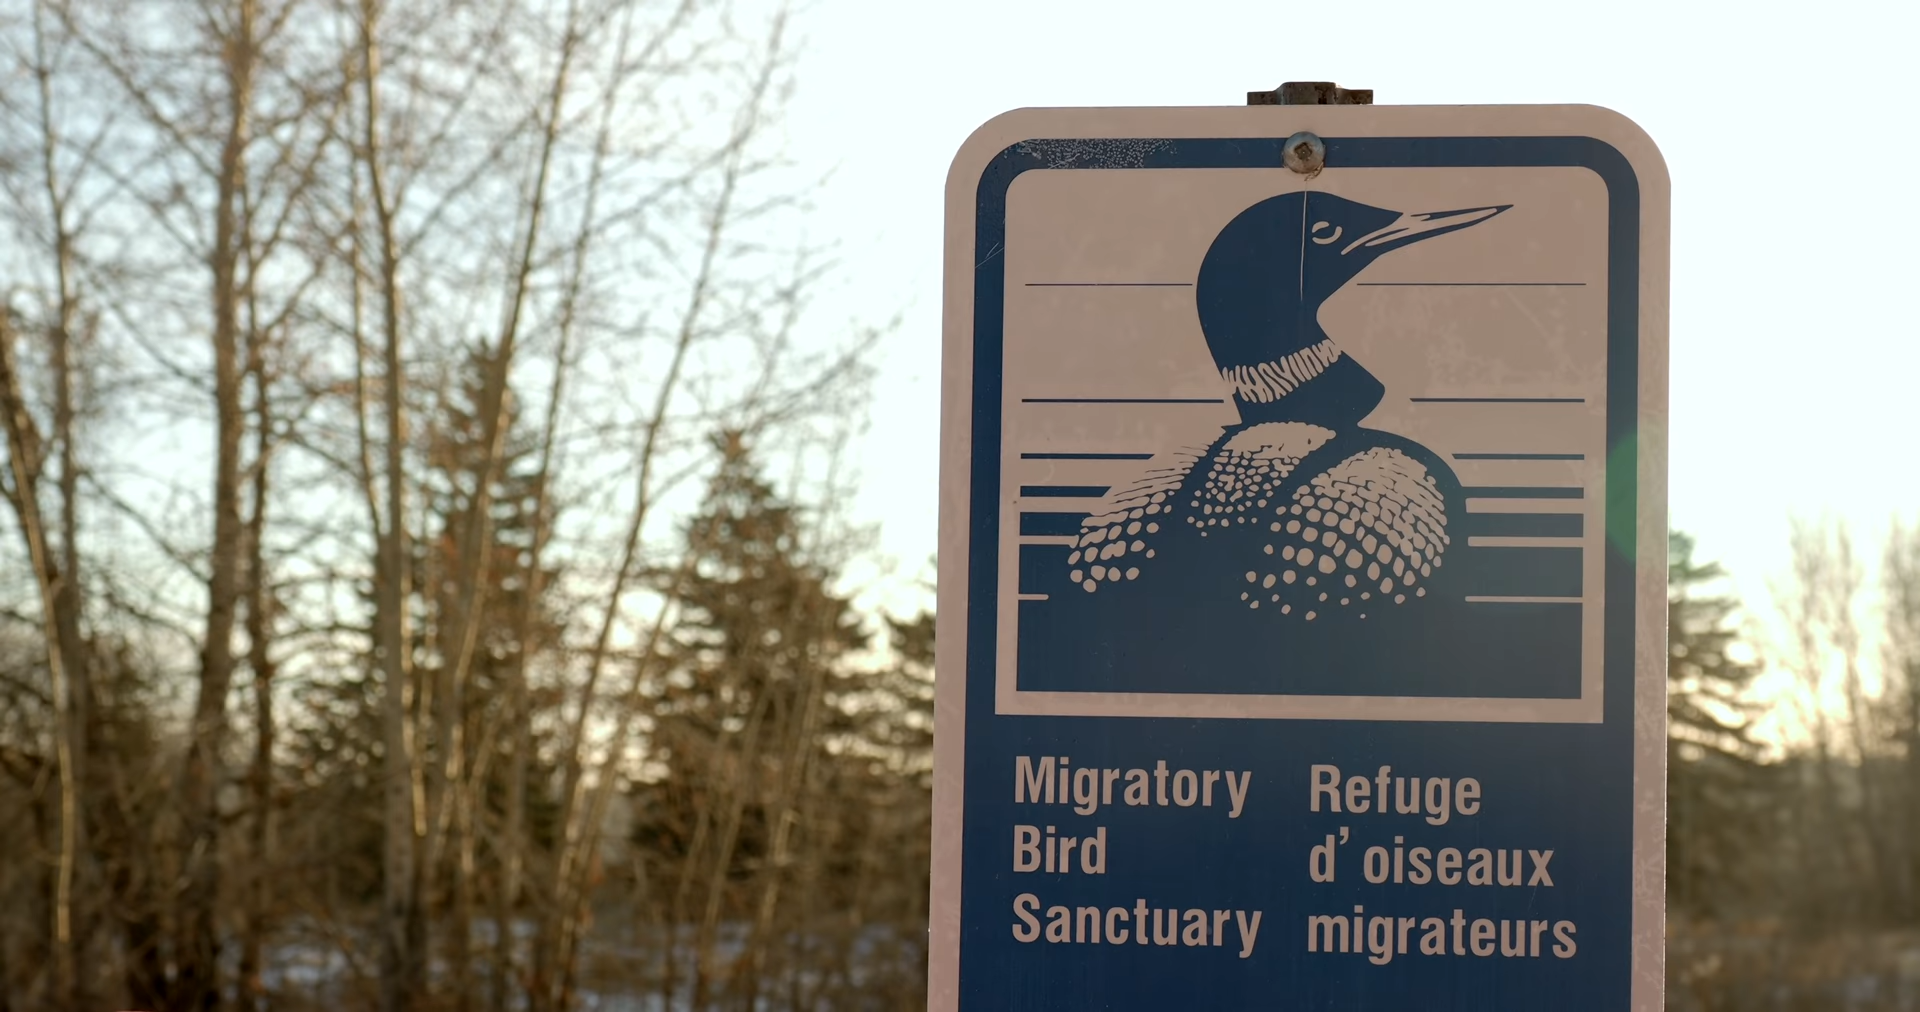 Migratory
Bird
Sanctuary
Refuge
d'oiseaux
migrateurs